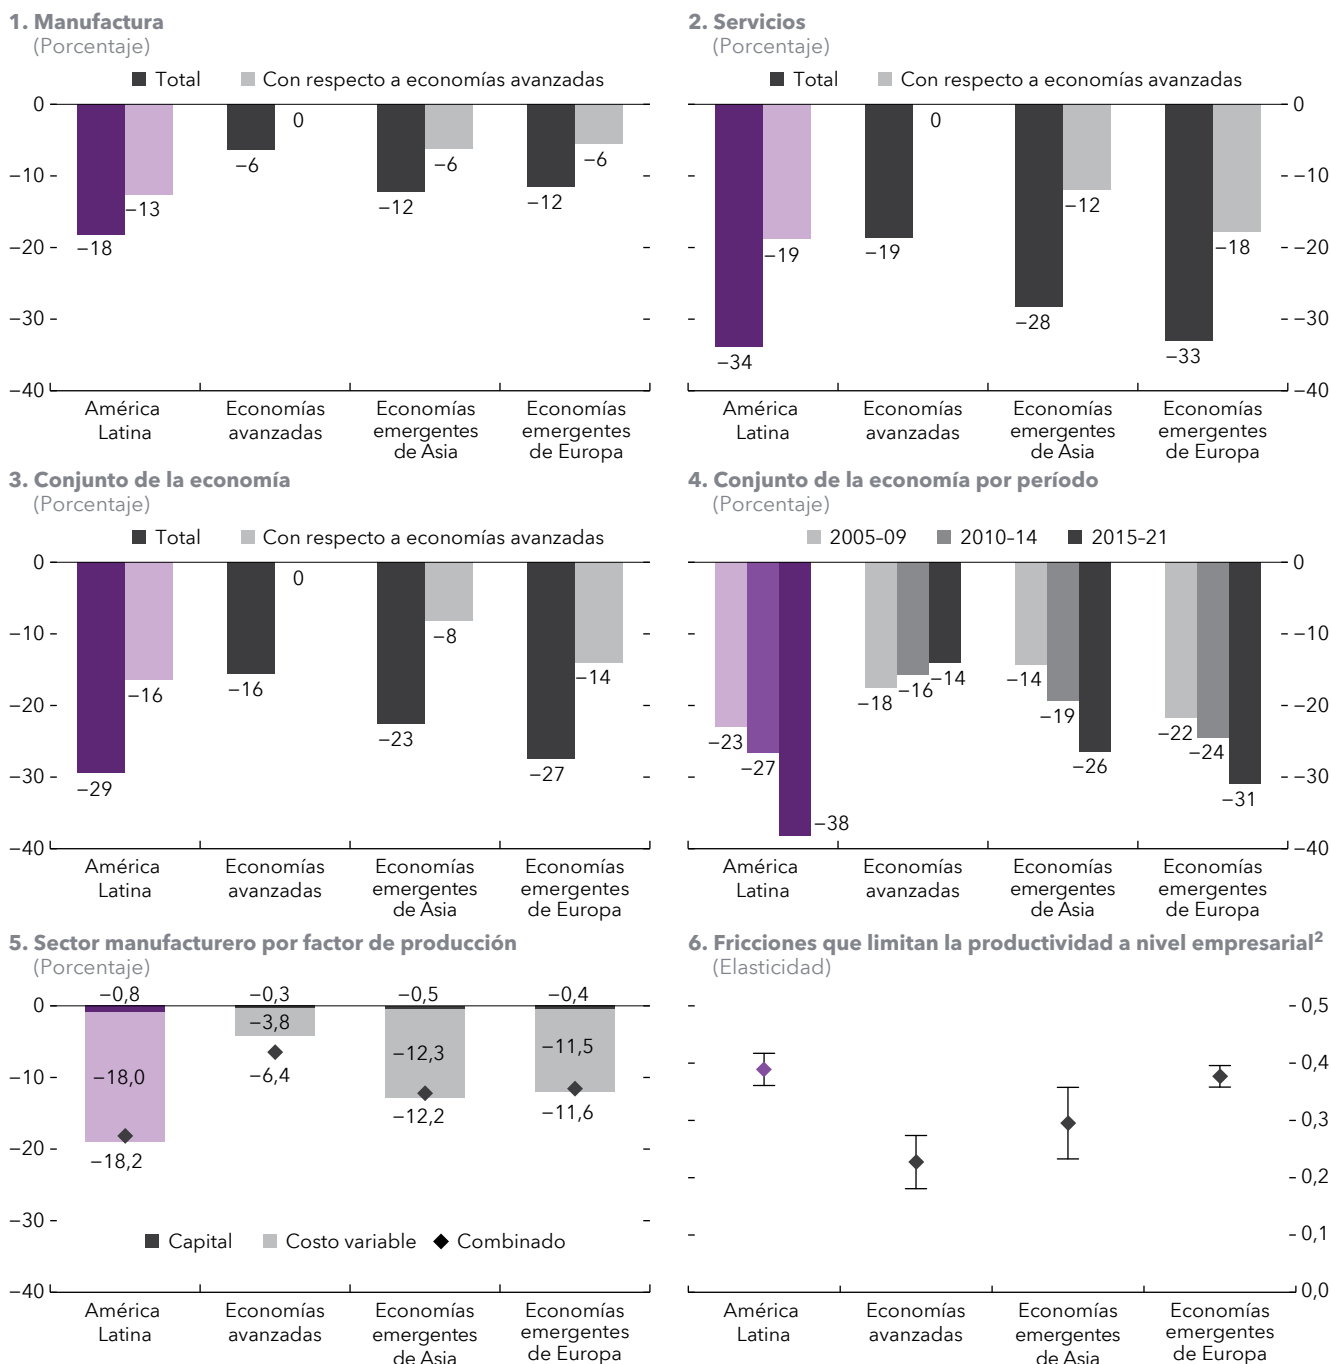 1. Manufactura
(Porcentaje)
Total
Con respecto a economías avanzadas
0
−10
−20
−30
−40
−18
−13
−6
0
−12
−6
−12
−6
América
Latina
Economías
avanzadas
Economías
emergentes
de Asia
Economías
emergentes
de Europa
2. Servicios
(Porcentaje)
Total
Con respecto a economías avanzadas
0
−10
−20
−30
−40
−34
−19
−19
0
−28
−12
−33
−18
América
Latina
Economías
avanzadas
Economías
emergentes
de Asia
Economías
emergentes
de Europa
3. Conjunto de la economía
(Porcentaje)
Total
Con respecto a economías avanzadas
0
−10
−20
−30
−40
−29
−16
−16
0
−23
−8
−27
−14
América
Latina
Economías
avanzadas
Economías
emergentes
de Asia
Economías
emergentes
de Europa
4. Conjunto de la economía por período
(Porcentaje)
2005–09
2010–14
2015–21
0
−10
−20
−30
−40
−23
−27
−38
−18
−16
−14
−14
−19
−26
−22
−24
−31
América
Latina
Economías
avanzadas
Economías
emergentes
de Asia
Economías
emergentes
de Europa
5. Sector manufacturero por factor de producción
(Porcentaje)
0
−10
−20
−30
−40
−0,8
−18,0
−18,2
−0,3
−3,8
−6,4
−0,5
−12,3
−12,2
−0,4
−11,5
−11,6
Capital
Costo variable
Combinado
América
Latina
Economías
avanzadas
Economías
emergentes
de Asia
Economías
emergentes
de Europa
6. Fricciones que limitan la productividad a nivel empresarial²
(Elasticidad)
0,5
0,4
0,3
0,2
0,1
0,0
América
Latina
Economías
avanzadas
Economías
emergentes
de Asia
Economías
emergentes
de Europa